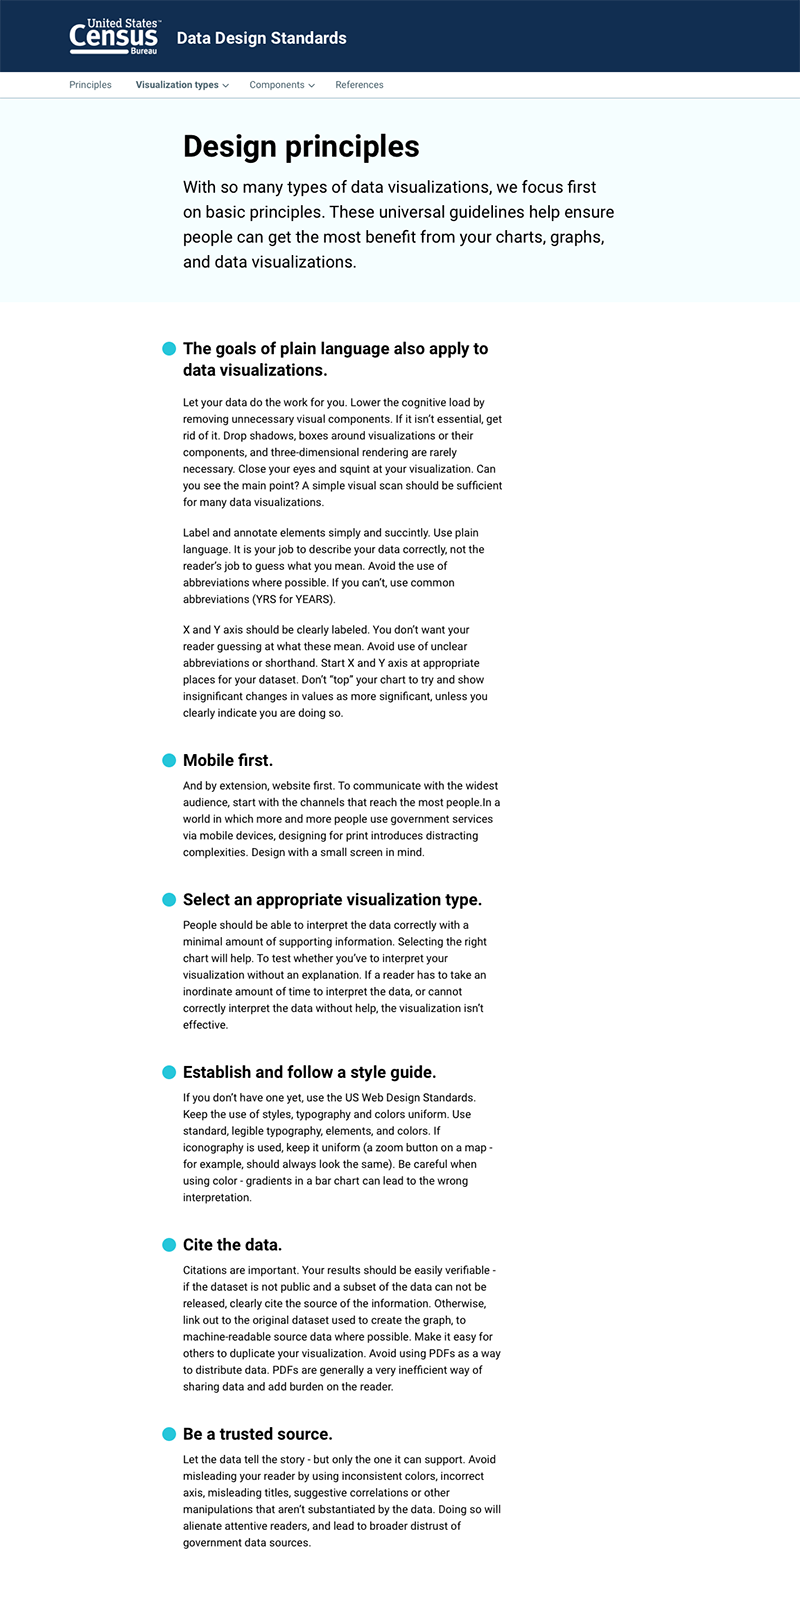 United States™
Census
Bureau
Data Design Standards
Principles
Visualization types
Components
References
Design principles
With so many types of data visualizations, we focus first
on basic principles. These universal guidelines help ensure
people can get the most benefit from your charts, graphs,
and data visualizations.
The goals of plain language also apply to
data visualizations.
Let your data do the work for you. Lower the cognitive load by
removing unnecessary visual components. If it isn’t essential, get
rid of it. Drop shadows, boxes around visualizations or their
components, and three-dimensional rendering are rarely
necessary. Close your eyes and squint at your visualization. Can
you see the main point? A simple visual scan should be sufficient
for many data visualizations.
Label and annotate elements simply and succintly. Use plain
language. It is your job to describe your data correctly, not the
reader’s job to guess what you mean. Avoid the use of
abbreviations where possible. If you can’t, use common
abbreviations (YRS for YEARS).
X and Y axis should be clearly labeled. You don’t want your
reader guessing at what these mean. Avoid use of unclear
abbreviations or shorthand. Start X and Y axis at appropriate
places for your dataset. Don’t “top” your chart to try and show
insignificant changes in values as more significant, unless you
clearly indicate you are doing so.
Mobile first.
And by extension, website first. To communicate with the widest
audience, start with the channels that reach the most people.In a
world in which more and more people use government services
via mobile devices, designing for print introduces distracting
complexities. Design with a small screen in mind.
Select an appropriate visualization type.
People should be able to interpret the data correctly with a
minimal amount of supporting information. Selecting the right
chart will help. To test whether you’ve to interpret your
visualization without an explanation. If a reader has to take an
inordinate amount of time to interpret the data, or cannot
correctly interpret the data without help, the visualization isn’t
effective.
Establish and follow a style guide.
If you don’t have one yet, use the US Web Design Standards.
Keep the use of styles, typography and colors uniform. Use
standard, legible typography, elements, and colors. If
iconography is used, keep it uniform (a zoom button on a map -
for example, should always look the same). Be careful when
using color - gradients in a bar chart can lead to the wrong
interpretation.
Cite the data.
Citations are important. Your results should be easily verifiable -
if the dataset is not public and a subset of the data can not be
released, clearly cite the source of the information. Otherwise,
link out to the original dataset used to create the graph, to
machine-readable source data where possible. Make it easy for
others to duplicate your visualization. Avoid using PDFs as a way
to distribute data. PDFs are generally a very inefficient way of
sharing data and add burden on the reader.
Be a trusted source.
Let the data tell the story - but only the one it can support. Avoid
misleading your reader by using inconsistent colors, incorrect
axis, misleading titles, suggestive correlations or other
manipulations that aren’t substantiated by the data. Doing so will
alienate attentive readers, and lead to broader distrust of
government data sources.